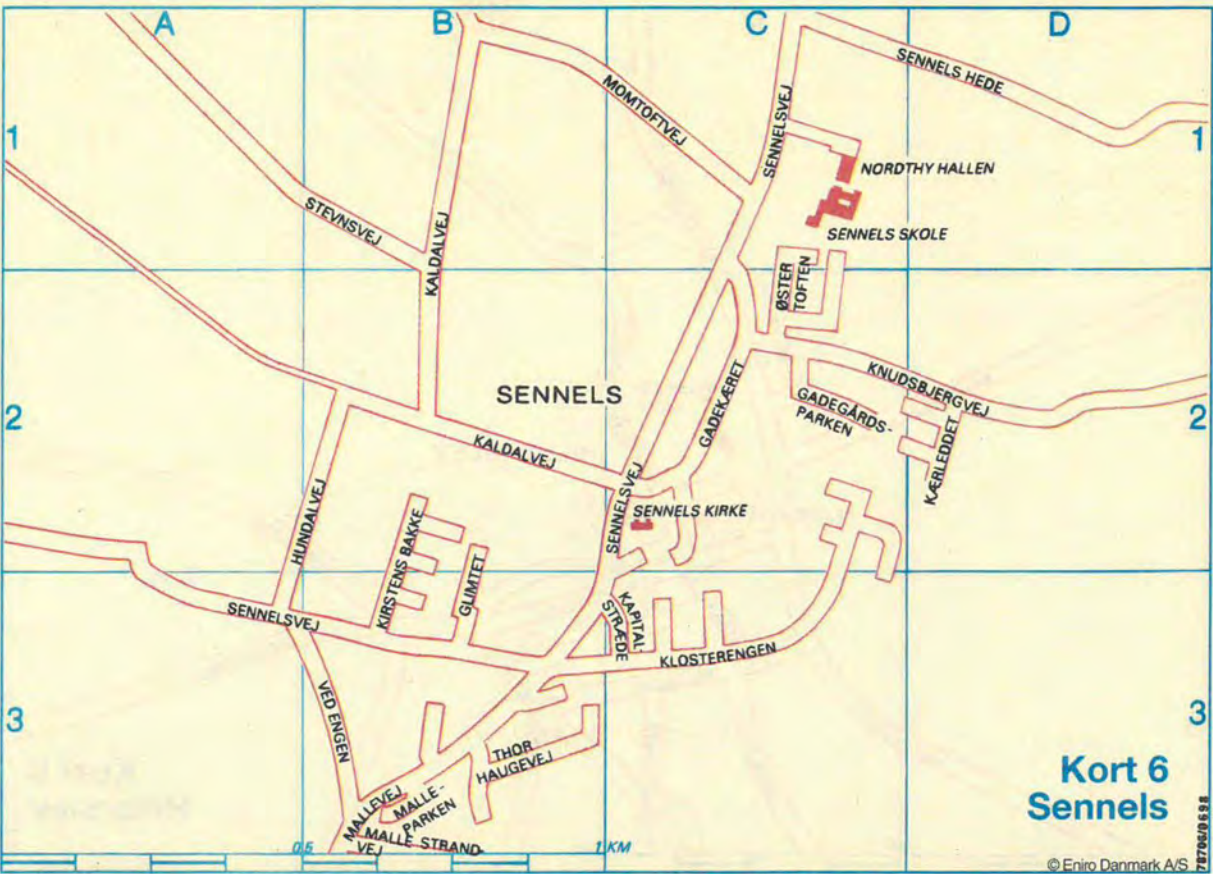 A
B
C
D
1
1
2
2
3
3
SENNELS HEDE
MOMTOFTVEJ
SENNELSVEJ
NORDTHY HALLEN
SENNELS SKOLE
STEVNSVEJ
KALDALVEJ
ØSTER
TOFTEN
KNUDSBJERGVEJ
GADEGÅRDS-
PARKEN
KÆRLEDDET
GADEKÆRET
SENNELS
KALDALVEJ
SENNELSVEJ
SENNELS KIRKE
HUNDALVEJ
KIRSTENS BAKKE
GLIMTET
SENNELSVEJ
KAPITAL-
STRÆDE
KLOSTERENGEN
VED ENGEN
THOR
HAUGEVEJ
MALLEVEJ
MALLE-
PARKEN
MALLE STRAND-
VEJ
0.5
1 KM
Kort 6
Sennels
© Eniro Danmark A/S
78706/0698